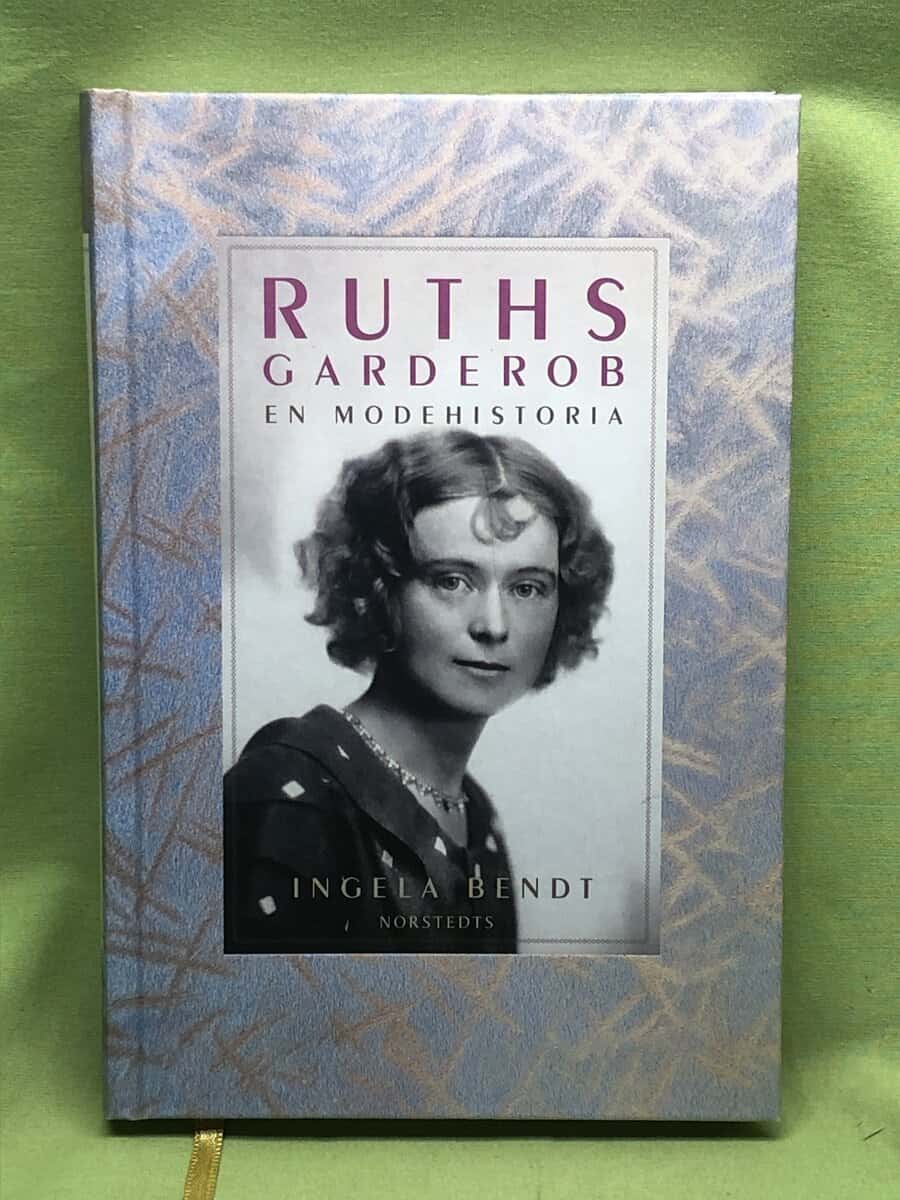 RUTHS
GARDEROB
EN MODEHISTORIA
INGELA BENDT
NORSTEDTS